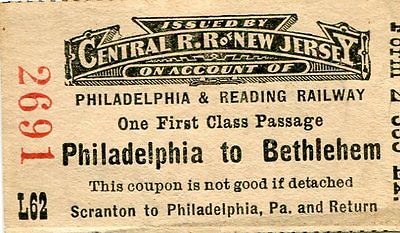 ISSUED BY
CENTRAL R.R. OF NEW JERSEY
ON ACCOUNT OF
PHILADELPHIA & READING RAILWAY
One First Class Passage
Philadelphia to Bethlehem
This coupon is not good if detached
Scranton to Philadelphia, Pa. and Return
2691
L62